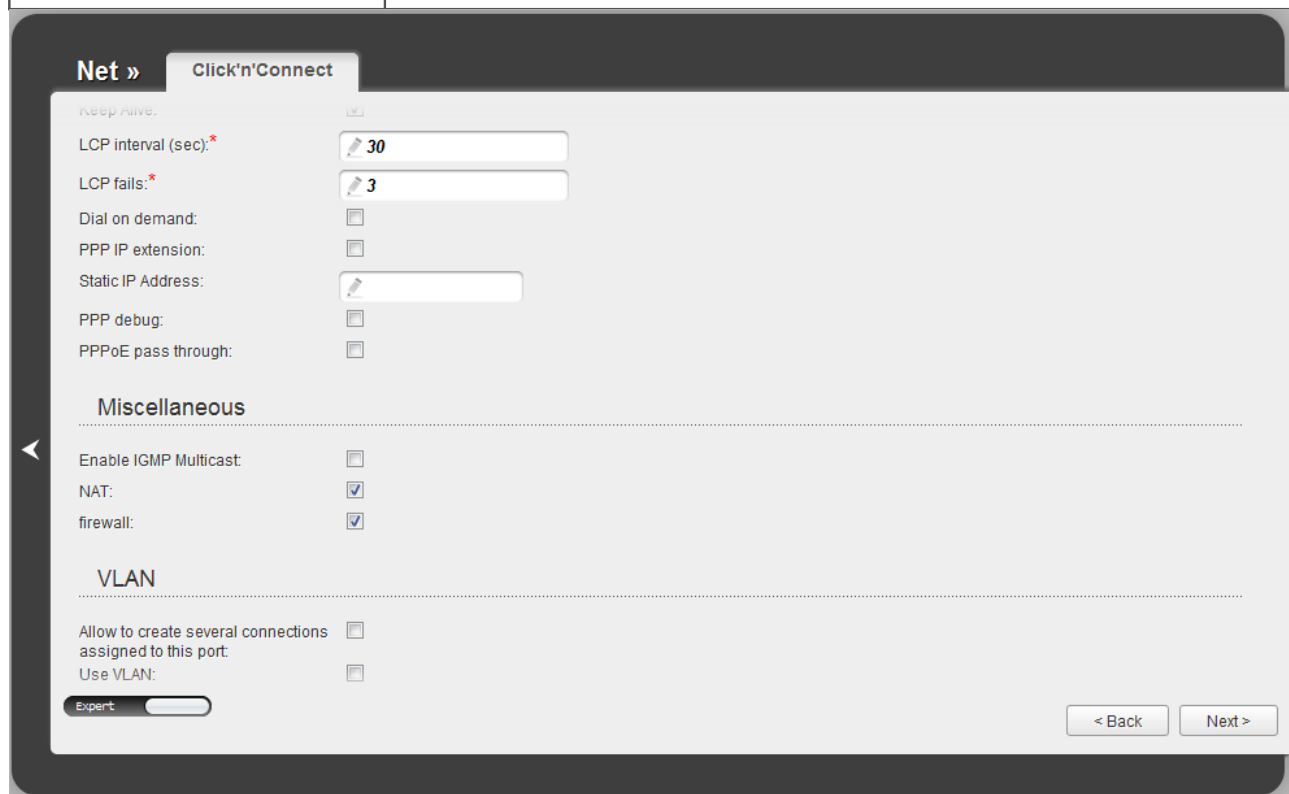 Net »
Click'n'Connect
Keep Alive:
LCP interval (sec):*
30
LCP fails:*
3
Dial on demand:
PPP IP extension:
Static IP Address:
PPP debug:
PPPoE pass through:
Miscellaneous
Enable IGMP Multicast:
NAT:
firewall:
VLAN
Allow to create several connections
assigned to this port:
Use VLAN:
Expert
< Back
Next >